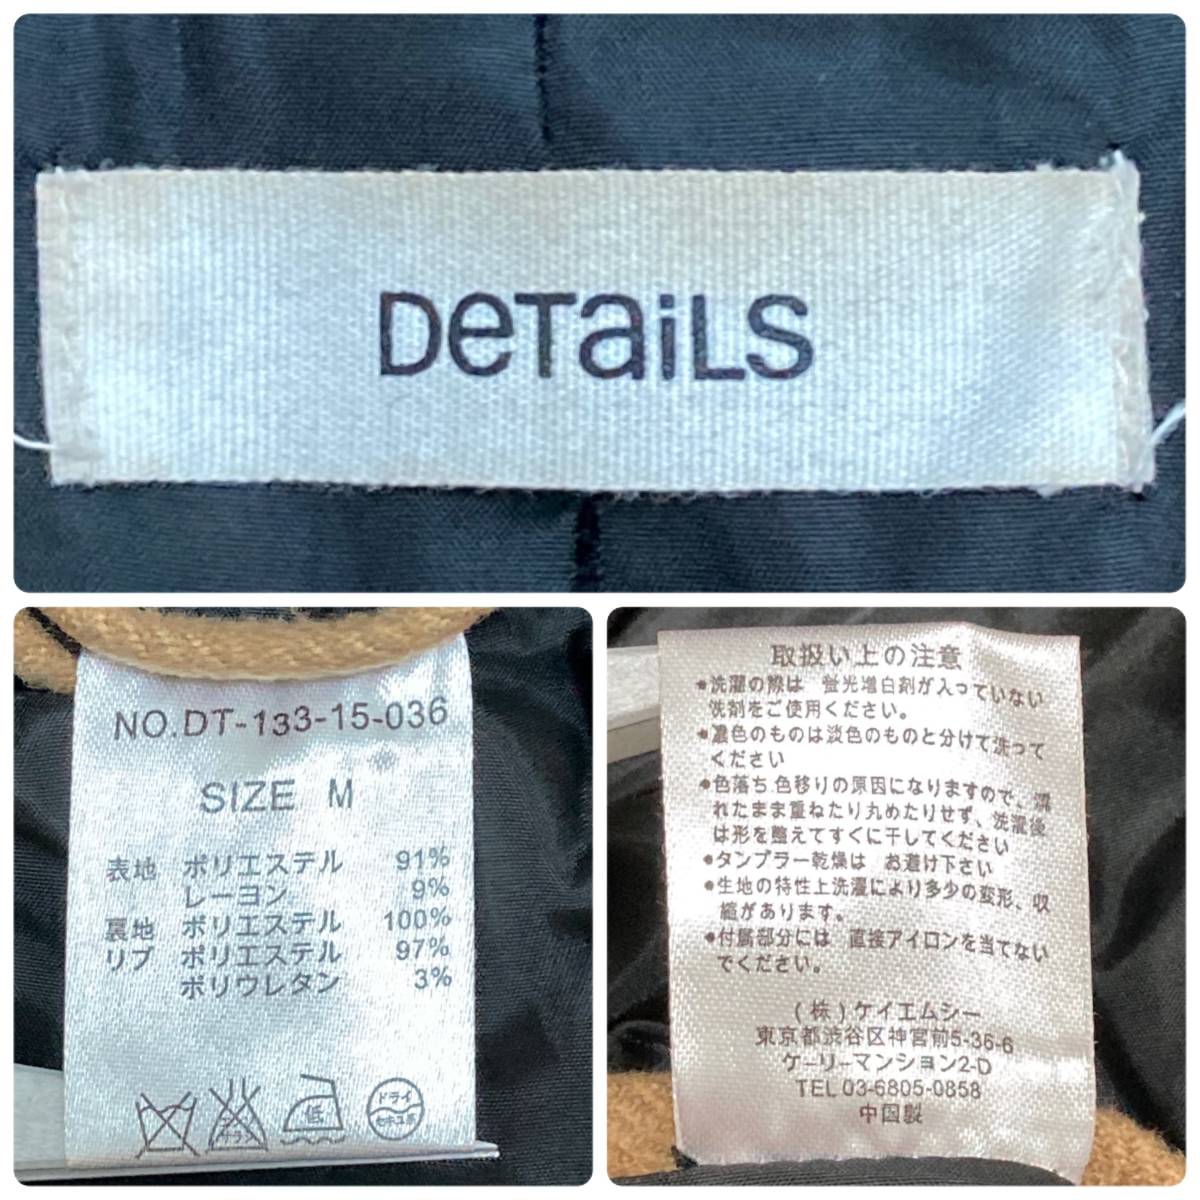 DeTaiLS
NO.DT-133-15-036
SIZE M
表地 ポリエステル 91%
レーヨン 9%
裏地 ポリエステル 100%
リブ ポリエステル 97%
ポリウレタン 3%
エンソサラシ
低
ドライ
セキユ系
取扱い上の注意
●洗濯の際は 蛍光増白剤が入っていない
洗剤をご使用ください。
●濃色のものは淡色のものと分けて洗って
ください
●色落ち.色移りの原因になりますので、濡
れたまま重ねたり丸めたりせず、洗濯後
は形を整えてすぐに干してください
●タンブラー乾燥は お避け下さい
●生地の特性上洗濯により多少の変形、収
縮があります。
●付属部分には 直接アイロンを当てない
でください。
(株)ケイエムシー
東京都渋谷区神宮前5-36-6
ケーリーマンション2-D
TEL 03-6805-0858
中国製